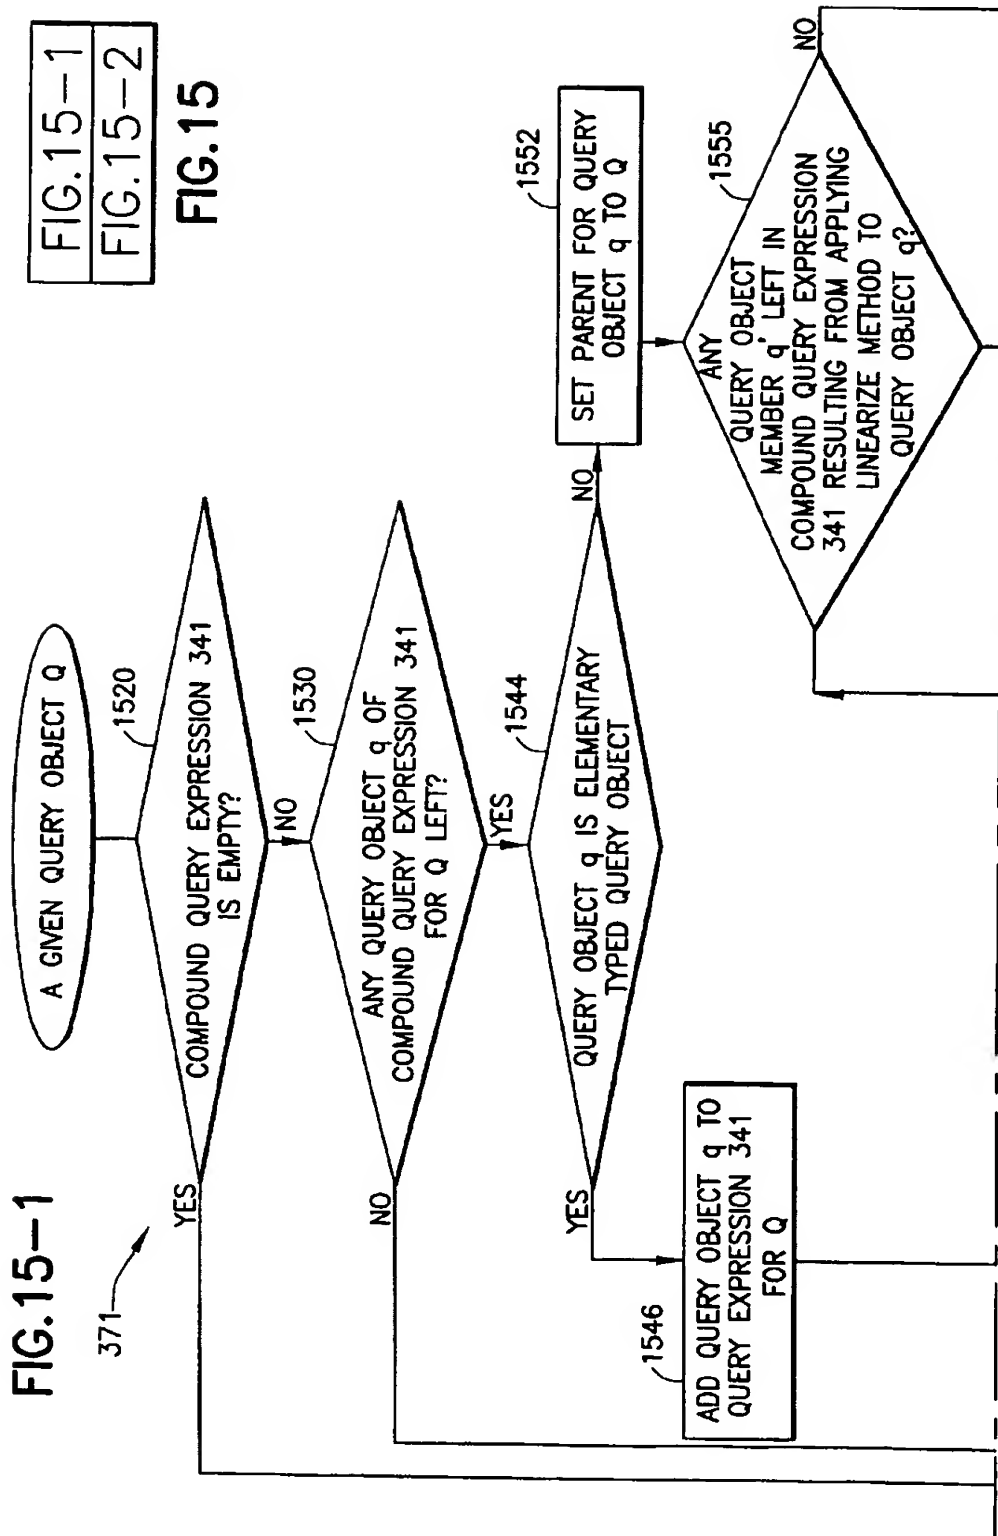 FIG.15-1
371
A GIVEN QUERY OBJECT Q
1520
COMPOUND QUERY EXPRESSION 341
IS EMPTY?
YES
NO
1530
ANY QUERY OBJECT q OF
COMPOUND QUERY EXPRESSION 341
FOR Q LEFT?
NO
YES
1544
QUERY OBJECT q IS ELEMENTARY
TYPED QUERY OBJECT
YES
NO
1546
ADD QUERY OBJECT q TO
QUERY EXPRESSION 341
FOR Q
1552
SET PARENT FOR QUERY
OBJECT q TO Q
1555
ANY
QUERY OBJECT
MEMBER q' LEFT IN
COMPOUND QUERY EXPRESSION
341 RESULTING FROM APPLYING
LINEARIZE METHOD TO
QUERY OBJECT q?
NO
FIG.15-1
FIG.15-2
FIG.15